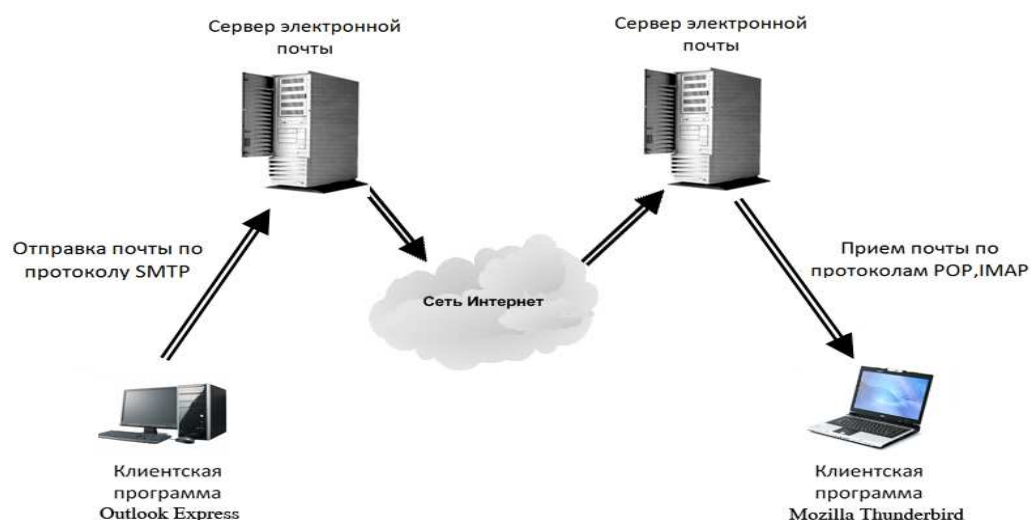 Сервер электронной
почты
Сервер электронной
почты
Отправка почты по
протоколу SMTP
Прием почты по
протоколам POP,IMAP
Сеть Интернет
Клиентская
программа
Outlook Express
Клиентская
программа
Mozilla Thunderbird